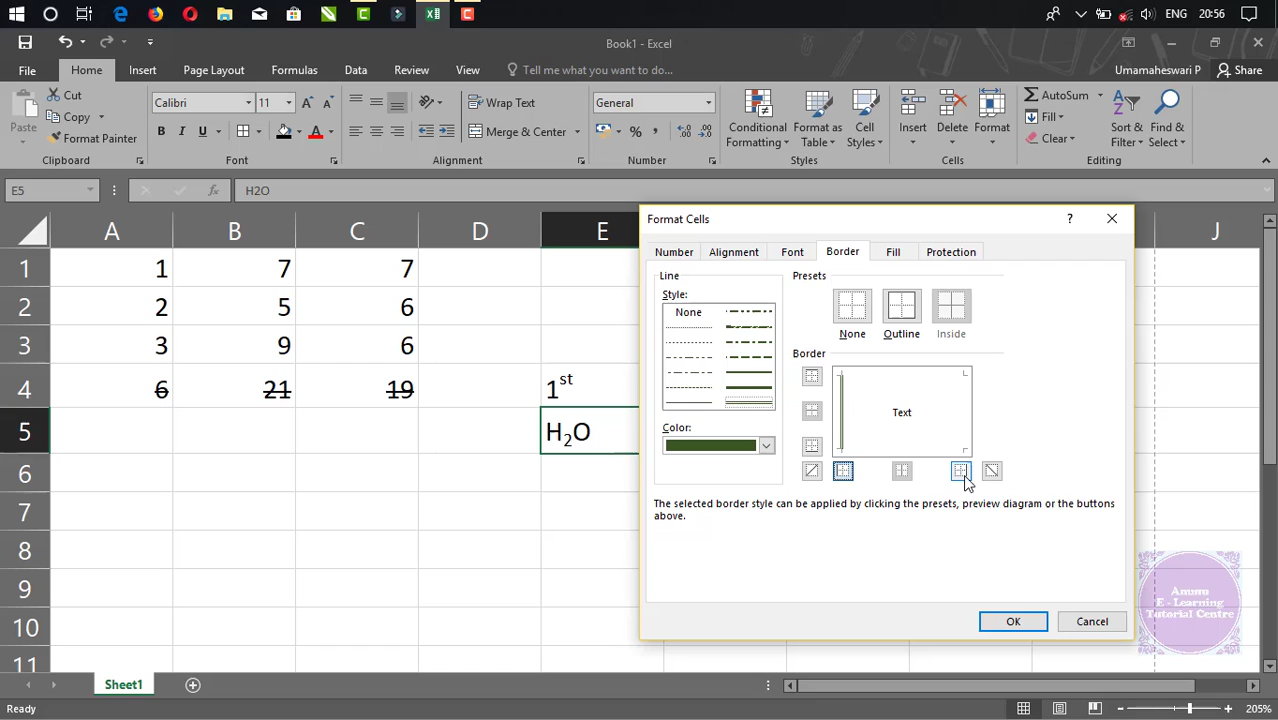 ENG 20:56
Book1 - Excel
File Home Insert Page Layout Formulas Data Review View Tell me what you want to do... Umamaheswari P Share
Paste
Cut
Copy
Format Painter
Clipboard
Calibri 11
B I U A
Font
Wrap Text
Merge & Center
Alignment
General
%
Number
Conditional Formatting
Format as Table
Cell Styles
Styles
Insert Delete Format
Cells
AutoSum
Fill
Clear
Sort & Filter
Find & Select
Editing
E5 fx H2O
A B C D E J
1 1 7 7
2 2 5 6
3 3 9 6
4 6 21 19 1st
5 H2O
6
7
8
9
10
11
Format Cells ?
Number Alignment Font Border Fill Protection
Line
Style:
None
Color:
Presets
None Outline Inside
Border
Text
The selected border style can be applied by clicking the presets, preview diagram or the buttons
above.
OK Cancel
Ammu
E - Learning
Tutorial Centre
Sheet1
Ready 205%